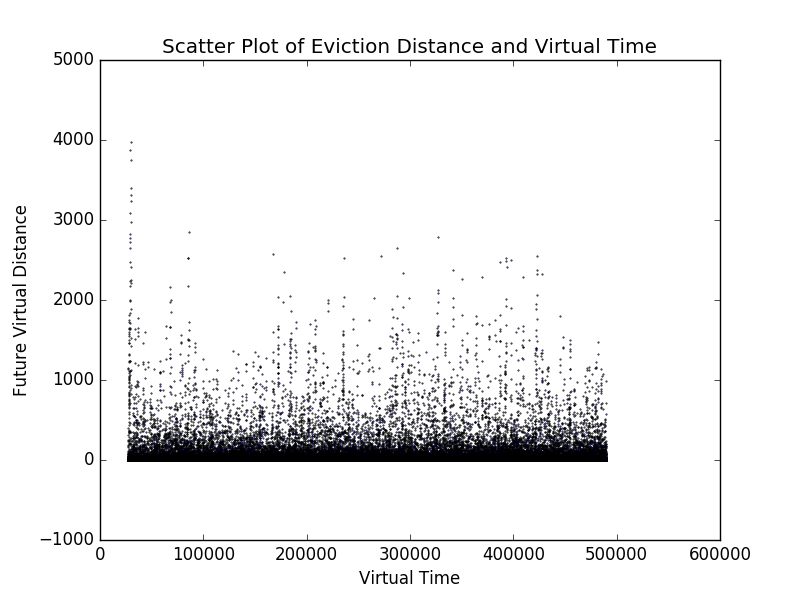 Scatter Plot of Eviction Distance and Virtual Time
5000
4000
3000
2000
1000
0
−1000
Future Virtual Distance
0 100000 200000 300000 400000 500000 600000
Virtual Time